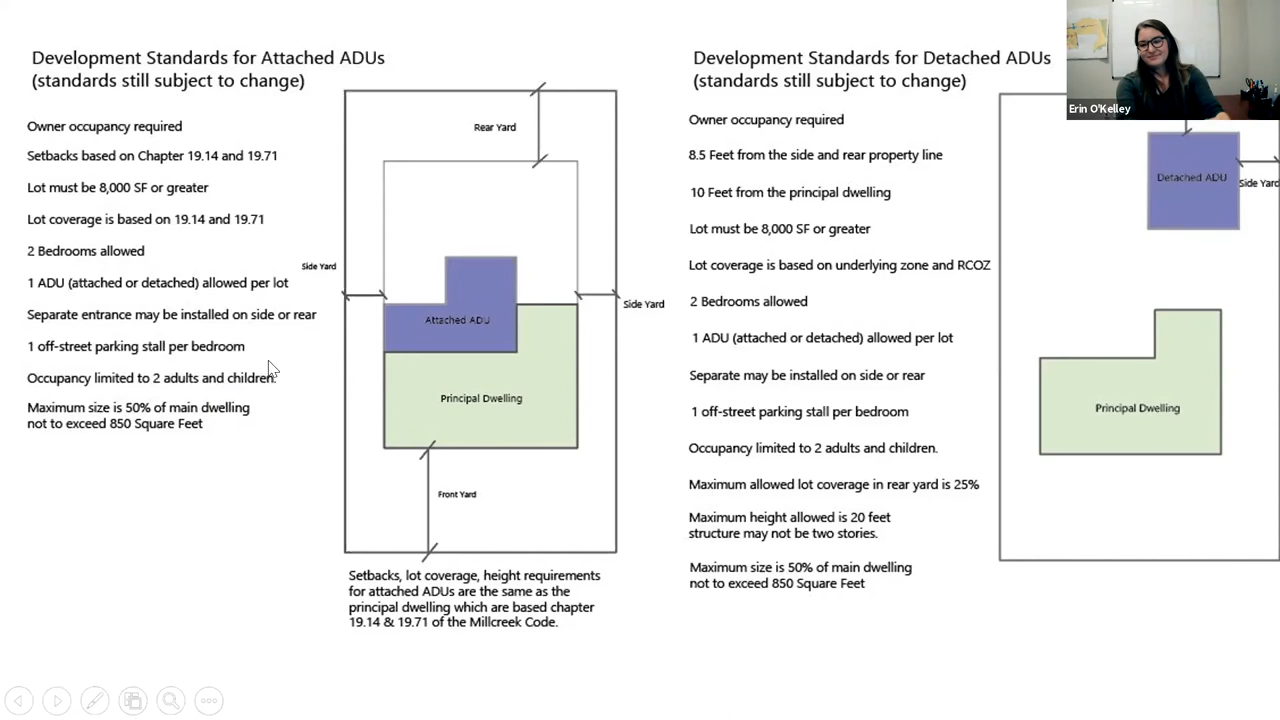 Development Standards for Attached ADUs
(standards still subject to change)
Owner occupancy required
Setbacks based on Chapter 19.14 and 19.71
Lot must be 8,000 SF or greater
Lot coverage is based on 19.14 and 19.71
2 Bedrooms allowed
1 ADU (attached or detached) allowed per lot
Separate entrance may be installed on side or rear
1 off-street parking stall per bedroom
Occupancy limited to 2 adults and children.
Maximum size is 50% of main dwelling
not to exceed 850 Square Feet
Rear Yard
Side Yard
Side Yard
Attached ADU
Principal Dwelling
Front Yard
Setbacks, lot coverage, height requirements
for attached ADUs are the same as the
principal dwelling which are based chapter
19.14 & 19.71 of the Millcreek Code.
Development Standards for Detached ADUs
(standards still subject to change)
Owner occupancy required
8.5 Feet from the side and rear property line
10 Feet from the principal dwelling
Lot must be 8,000 SF or greater
Lot coverage is based on underlying zone and RCOZ
2 Bedrooms allowed
1 ADU (attached or detached) allowed per lot
Separate may be installed on side or rear
1 off-street parking stall per bedroom
Occupancy limited to 2 adults and children.
Maximum allowed lot coverage in rear yard is 25%
Maximum height allowed is 20 feet
structure may not be two stories.
Maximum size is 50% of main dwelling
not to exceed 850 Square Feet
Erin O'Kelley
Detached ADU
Side Yard
Principal Dwelling